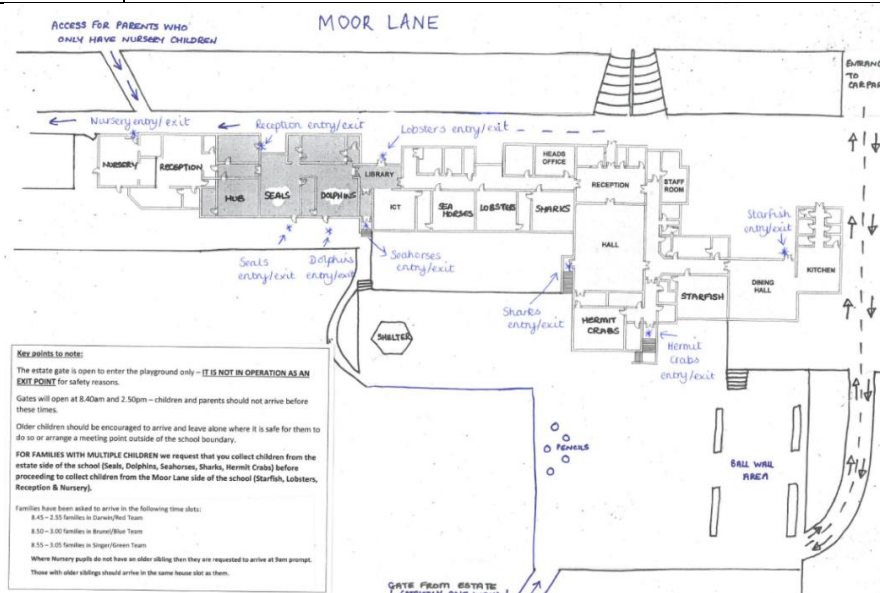 ACCESS FOR PARENTS WHO
ONLY HAVE NURSERY CHILDREN
MOOR LANE
ENTRANC
TO
CARPAR
Nursery entry/exit
Reception entry/exit
Lobsters entry/exit
NURSERY
RECEPTION
HUB
SEALS
DOLPHINS
LIBRARY
ICT
SEA
HORSES
LOBSTERS
SHARKS
HEADS
OFFICE
RECEPTION
STAFF
ROOM
HALL
Starfish
entry/exit
KITCHEN
DINING
HALL
STARFISH
HERMIT
CRABS
Seals
entry/exit
Dolphins
entry/exit
Seahorses
entry/exit
Sharks
entry/exit
Hermit
Crabs
entry/exit
SHELTER
PENCILS
BALL WALL
AREA
GATE FROM ESTATE
Key points to note:
The estate gate is open to enter the playground only – IT IS NOT IN OPERATION AS AN
EXIT POINT for safety reasons.
Gates will open at 8.40am and 2.50pm – children and parents should not arrive before
these times.
Older children should be encouraged to arrive and leave alone where it is safe for them to
do so or arrange a meeting point outside of the school boundary.
FOR FAMILIES WITH MULTIPLE CHILDREN we request that you collect children from the
estate side of the school (Seals, Dolphins, Seahorses, Sharks, Hermit Crabs) before
proceeding to collect children from the Moor Lane side of the school (Starfish, Lobsters,
Reception & Nursery).
Families have been asked to arrive in the following time slots:
8.45 – 2.55 families in Darwin/Red Team
8.50 – 3.00 families in Brunel/Blue Team
8.55 – 3.05 families in Singer/Green Team
Where Nursery pupils do not have an older sibling then they are requested to arrive at 9am prompt.
Those with older siblings should arrive in the same house slot as them.